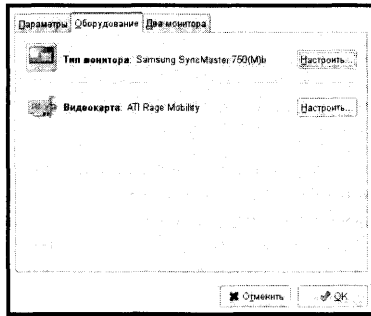 Параметры Оборудование Два монитора
Тип монитора: Samsung SyncMaster 750(M)b Настроить...
Видеокарта: ATI Rage Mobility Настроить...
Отменить OK